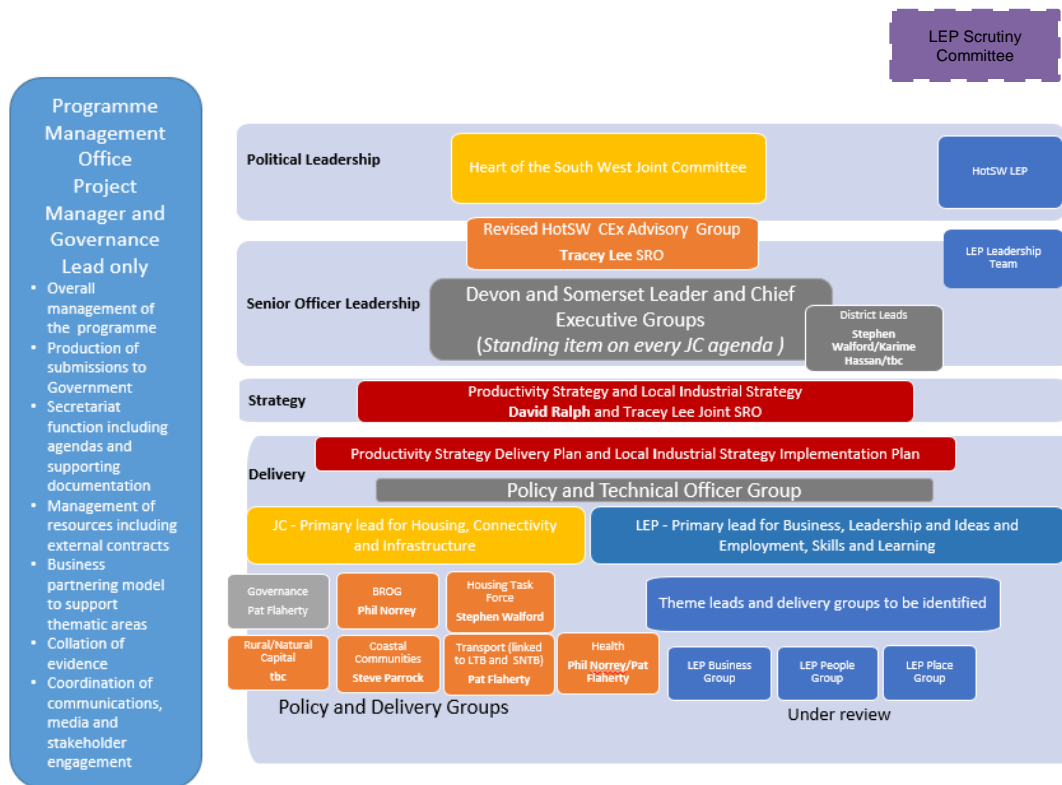 LEP Scrutiny
Committee
Programme
Management
Office
Project
Manager and
Governance
Lead only
• Overall
management of
the programme
• Production of
submissions to
Government
• Secretariat
function including
agendas and
supporting
documentation
• Management of
resources including
external contracts
• Business
partnering model
to support
thematic areas
• Collation of
evidence
• Coordination of
communications,
media and
stakeholder
engagement
Political Leadership
Heart of the South West Joint Committee
HotSW LEP
Revised HotSW CEx Advisory Group
Tracey Lee SRO
LEP Leadership
Team
Senior Officer Leadership
Devon and Somerset Leader and Chief
Executive Groups
(Standing item on every JC agenda )
District Leads
Stephen
Walford/Karime
Hassan/tbc
Strategy
Productivity Strategy and Local Industrial Strategy
David Ralph and Tracey Lee Joint SRO
Delivery
Productivity Strategy Delivery Plan and Local Industrial Strategy Implementation Plan
Policy and Technical Officer Group
JC - Primary lead for Housing, Connectivity
and Infrastructure
LEP - Primary lead for Business, Leadership and Ideas and
Employment, Skills and Learning
Governance
Pat Flaherty
BROG
Phil Norrey
Housing Task
Force
Stephen Walford
Theme leads and delivery groups to be identified
Rural/Natural
Capital
tbc
Coastal
Communities
Steve Parrock
Transport (linked
to LTB and SNTB)
Pat Flaherty
Health
Phil Norrey/Pat
Flaherty
LEP Business
Group
LEP People
Group
LEP Place
Group
Policy and Delivery Groups
Under review